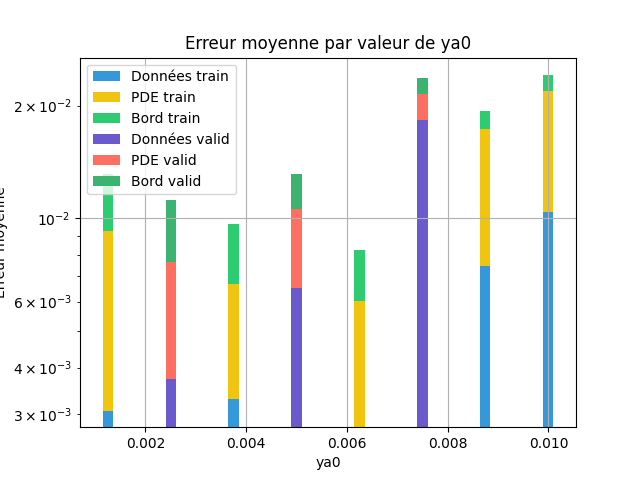 Erreur moyenne par valeur de ya0
Données train
PDE train
Bord train
Données valid
PDE valid
Bord valid
2 × 10⁻²
10⁻²
6 × 10⁻³
4 × 10⁻³
3 × 10⁻³
Erreur moyenne
0.002 0.004 0.006 0.008 0.010
ya0